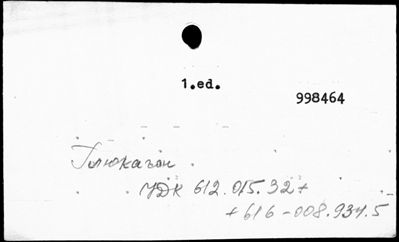 1.ed.
998464
Глюкагон
УДК 612.015.32+
+616-008.934.5